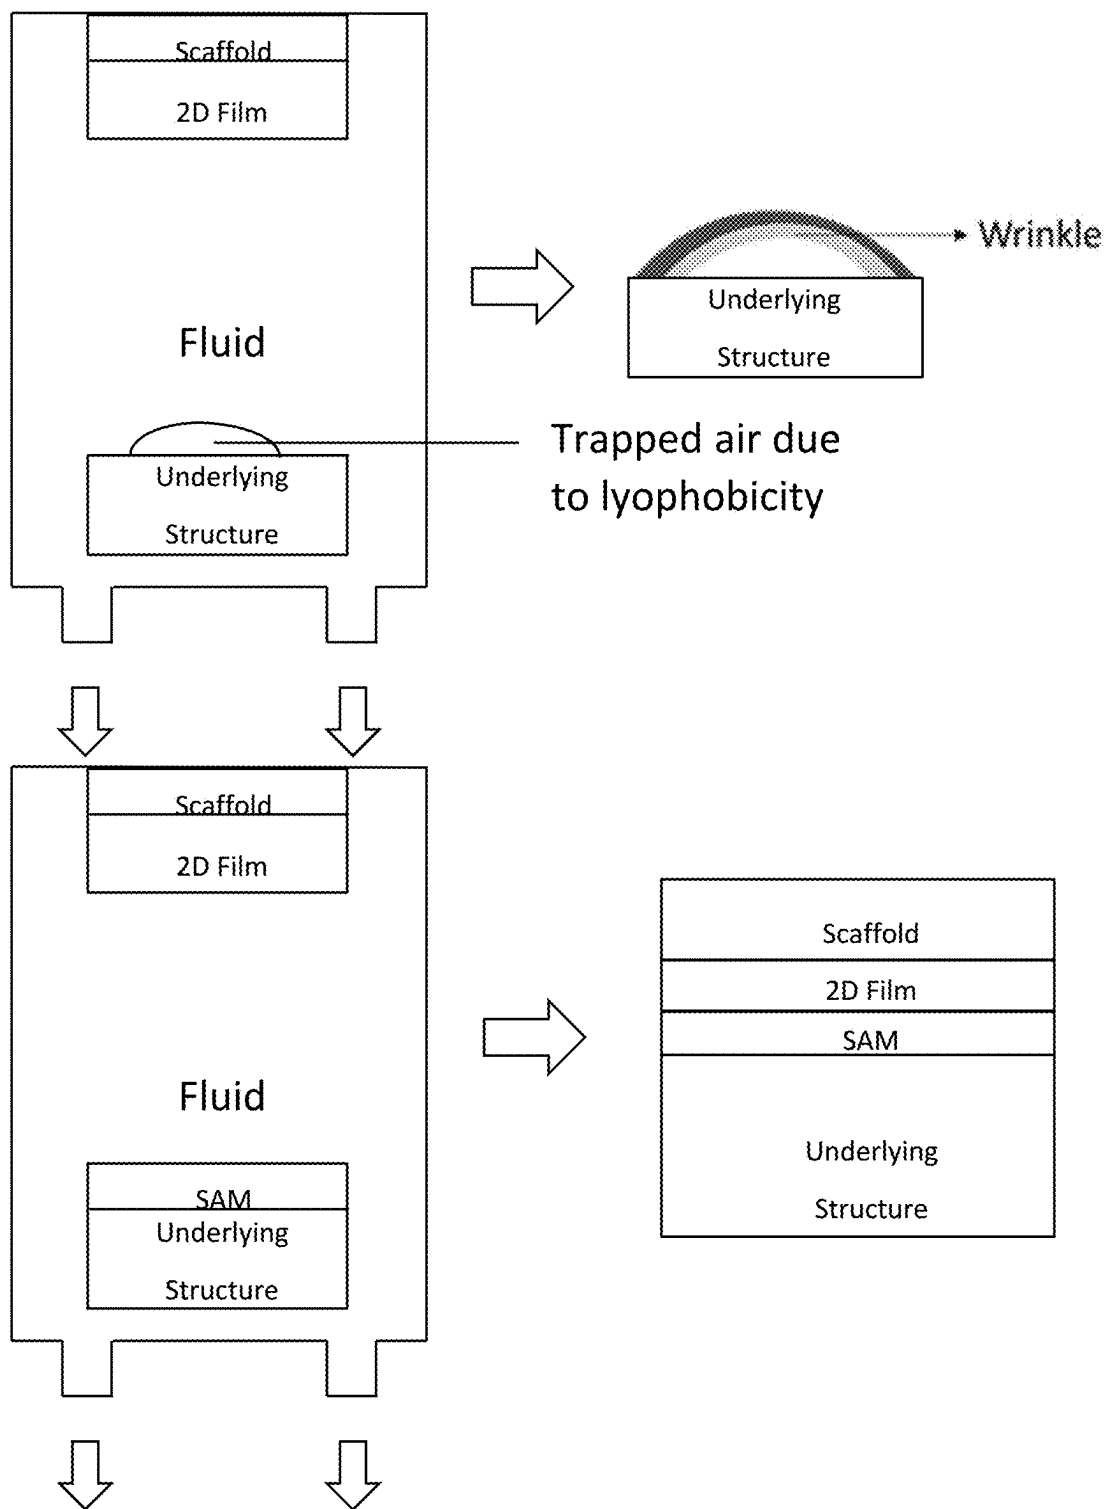 Scaffold
2D Film
Wrinkle
Underlying
Structure
Fluid
Trapped air due
to lyophobicity
Underlying
Structure
Scaffold
2D Film
Scaffold
2D Film
SAM
Fluid
Underlying
Structure
SAM
Underlying
Structure